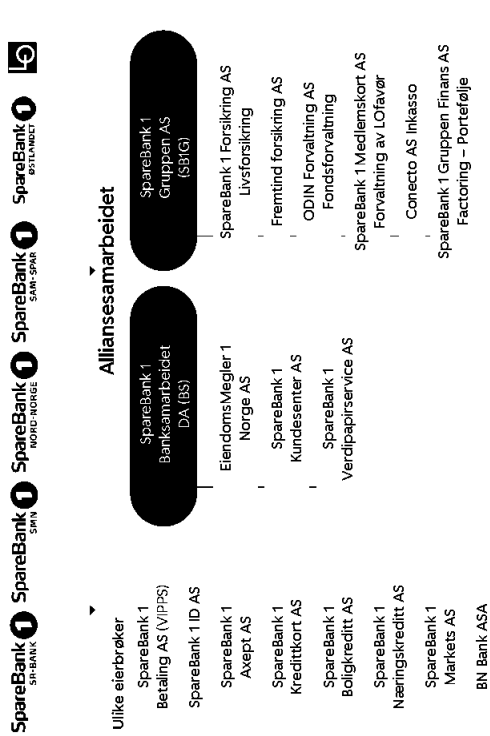 SpareBank 1
SR-BANK
SpareBank 1
SMN
SpareBank 1
NORD-NORGE
SpareBank 1
SAM-SPAR
SpareBank 1
ØSTLANDET
LO
Alliansesamarbeidet
Ulike eierbrøker
SpareBank 1
Betaling AS (VIPPS)
SpareBank 1 ID AS
SpareBank 1
Axept AS
SpareBank 1
Kredittkort AS
SpareBank 1
Boligkreditt AS
SpareBank 1
Næringskreditt AS
SpareBank 1
Markets AS
BN Bank ASA
SpareBank 1
Banksamarbeidet
DA (BS)
EiendomsMegler 1
Norge AS
SpareBank 1
Kundesenter AS
SpareBank 1
Verdipapirservice AS
SpareBank 1
Gruppen AS
(SB1G)
SpareBank 1 Forsikring AS
Livsforsikring
Fremtind forsikring AS
ODIN Forvaltning AS
Fondsforvaltning
SpareBank 1 Medlemskort AS
Forvaltning av LOfavør
Conecto AS Inkasso
SpareBank 1 Gruppen Finans AS
Factoring – Portefølje